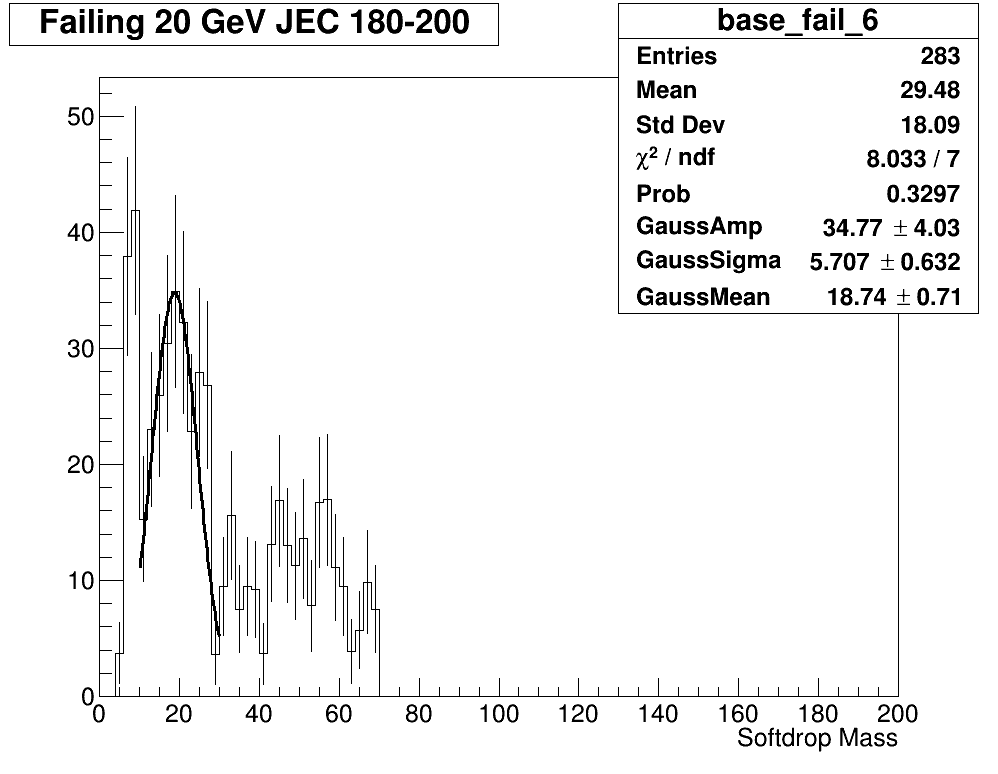 Failing 20 GeV JEC 180-200
base_fail_6
Entries 283
Mean 29.48
Std Dev 18.09
χ² / ndf 8.033 / 7
Prob 0.3297
GaussAmp 34.77 ± 4.03
GaussSigma 5.707 ± 0.632
GaussMean 18.74 ± 0.71
50
40
30
20
10
0
0 20 40 60 80 100 120 140 160 180 200
Softdrop Mass